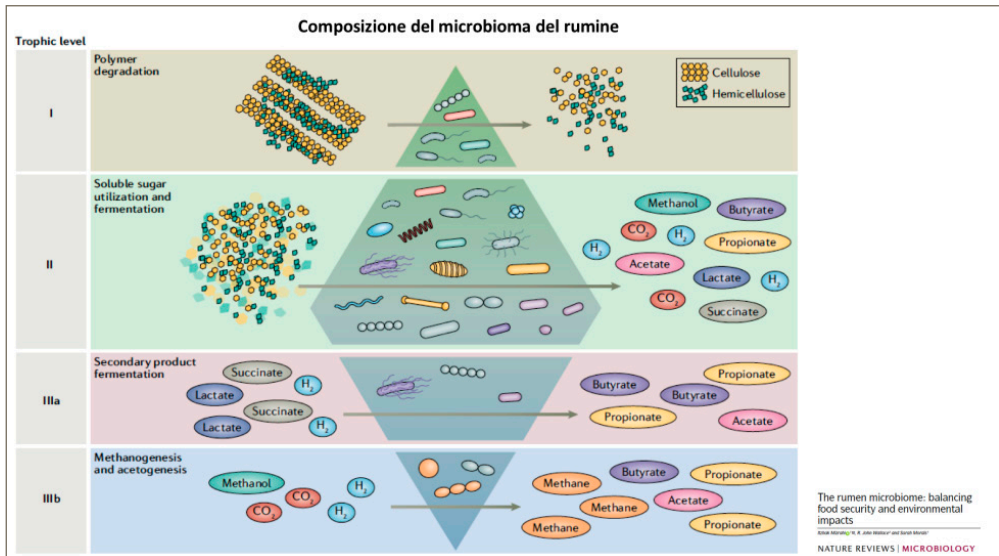 Composizione del microbioma del rumine
Trophic level
I
Polymer
degradation
Cellulose
Hemicellulose
II
Soluble sugar
utilization and
fermentation
Methanol
Butyrate
CO₂
H₂
H₂
Propionate
Acetate
Lactate
H₂
CO₂
Succinate
IIIa
Secondary product
fermentation
Succinate
H₂
Lactate
Succinate
Lactate
H₂
Propionate
Butyrate
Butyrate
Propionate
Acetate
IIIb
Methanogenesis
and acetogenesis
Methanol
H₂
CO₂
CO₂
H₂
Butyrate
Propionate
Methane
Acetate
Methane
Methane
Propionate
The rumen microbiome: balancing
food security and environmental
impacts
NATURE REVIEWS | MICROBIOLOGY